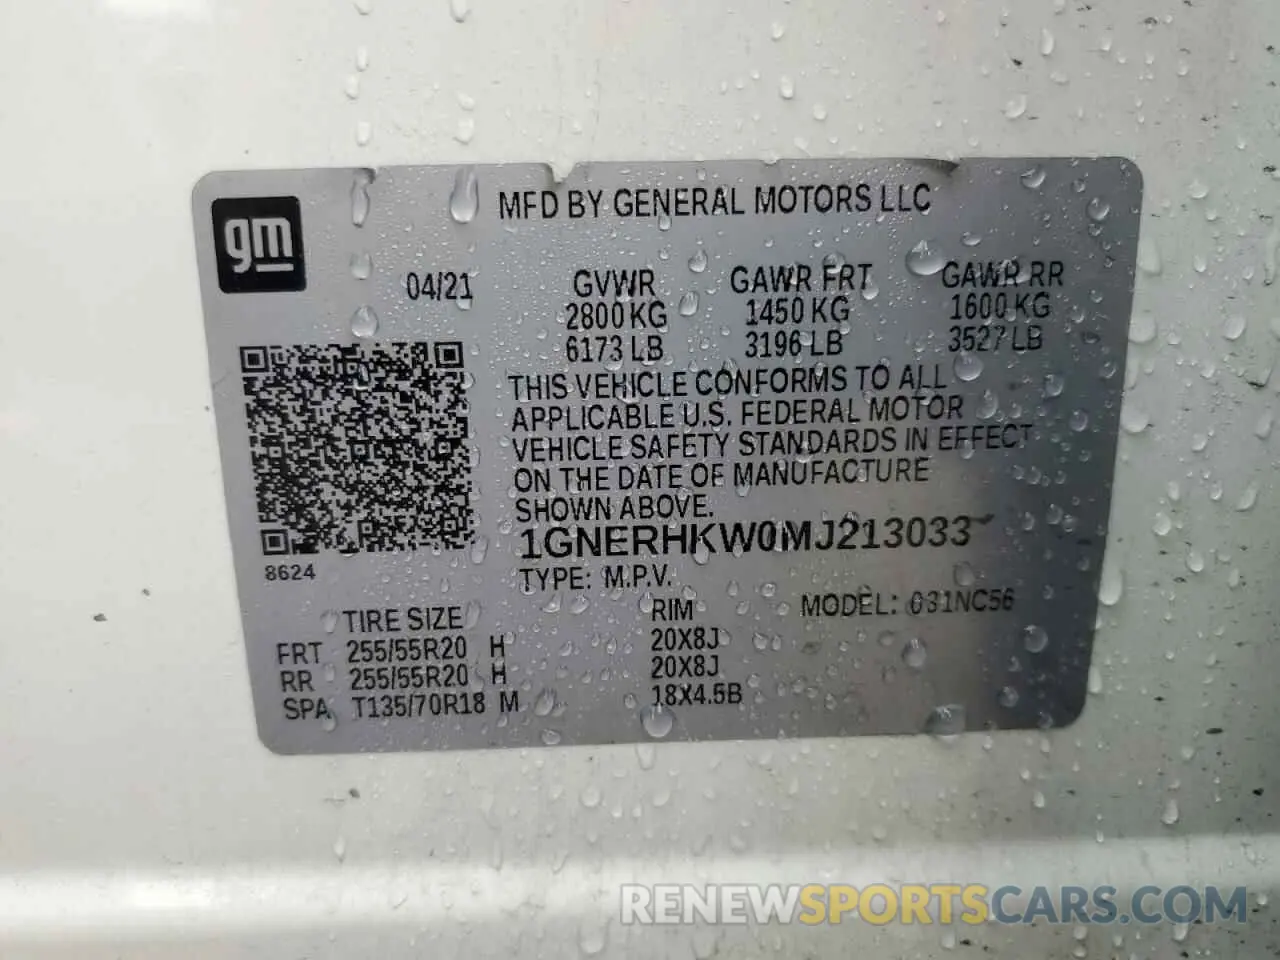 MFD BY GENERAL MOTORS LLC
gm
04/21
GVWR GAWR FRT GAWR RR
2800 KG 1450 KG 1600 KG
6173 LB 3196 LB 3527 LB
THIS VEHICLE CONFORMS TO ALL
APPLICABLE U.S. FEDERAL MOTOR
VEHICLE SAFETY STANDARDS IN EFFECT
ON THE DATE OF MANUFACTURE
SHOWN ABOVE.
1GNERHKW0MJ213033
8624
TYPE: M.P.V.
MODEL: 031NC56
TIRE SIZE RIM
FRT 255/55R20 H 20X8J
RR 255/55R20 H 20X8J
SPA T135/70R18 M 18X4.5B
RENEWSPORTSCARS.COM